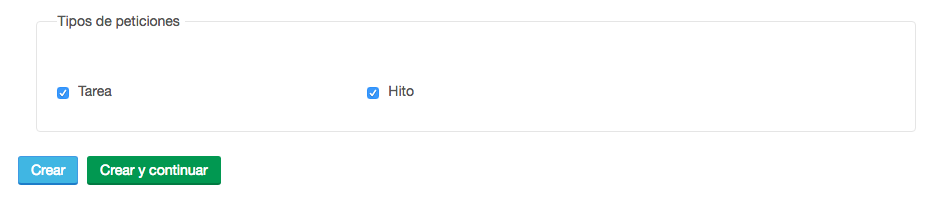 Tipos de peticiones
Tarea Hito
Crear Crear y continuar